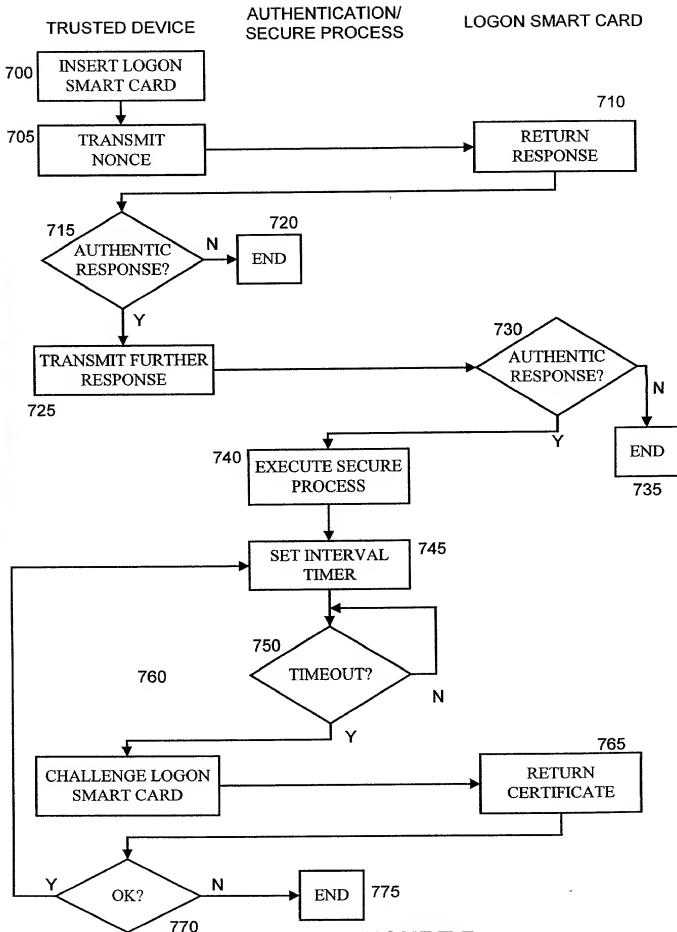 TRUSTED DEVICE
AUTHENTICATION/
SECURE PROCESS
LOGON SMART CARD
700
INSERT LOGON
SMART CARD
705
TRANSMIT
NONCE
710
RETURN
RESPONSE
715
AUTHENTIC
RESPONSE?
N
720
END
Y
TRANSMIT FURTHER
RESPONSE
725
730
AUTHENTIC
RESPONSE?
N
Y
END
735
740
EXECUTE SECURE
PROCESS
SET INTERVAL
TIMER
745
750
TIMEOUT?
N
Y
760
CHALLENGE LOGON
SMART CARD
765
RETURN
CERTIFICATE
Y
OK?
N
770
END
775